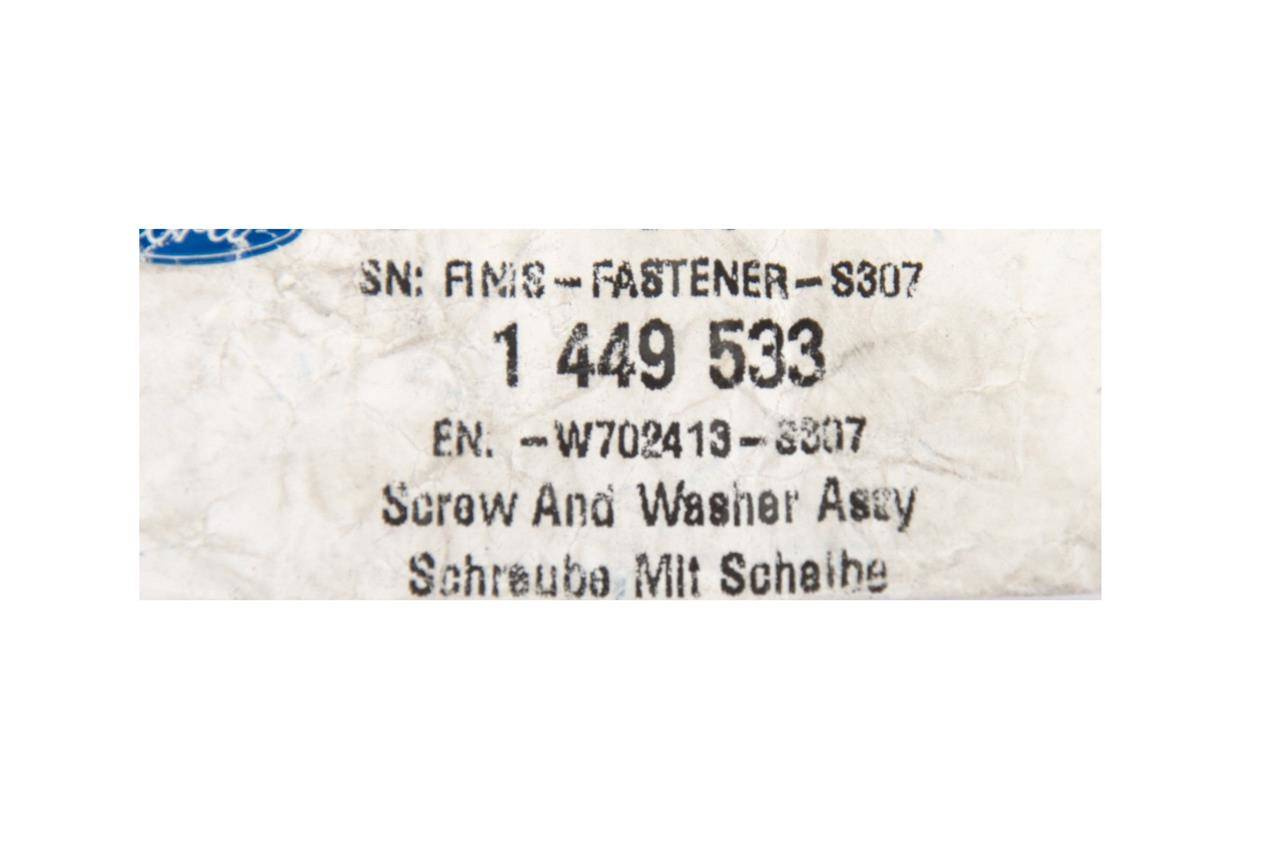 SN: FINIS-FASTENER-S307
1 449 533
EN. -W702413-S307
Screw And Washer Assy
Schraube Mit Scheibe